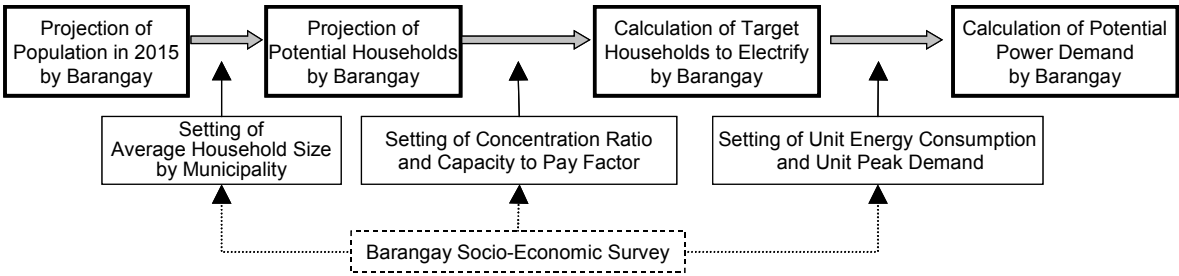 Projection of
Population in 2015
by Barangay
Projection of
Potential Households
by Barangay
Calculation of Target
Households to Electrify
by Barangay
Calculation of Potential
Power Demand
by Barangay
Setting of
Average Household Size
by Municipality
Setting of Concentration Ratio
and Capacity to Pay Factor
Setting of Unit Energy Consumption
and Unit Peak Demand
Barangay Socio-Economic Survey